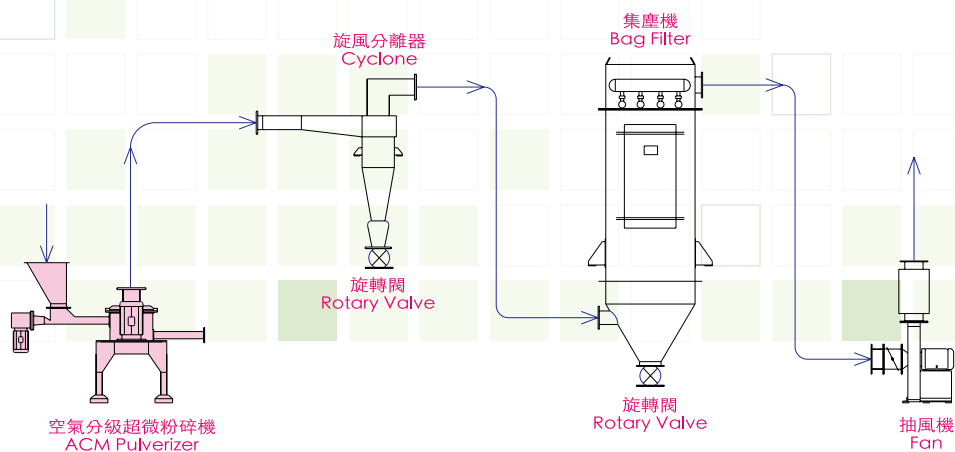 集塵機
Bag Filter
旋風分離器
Cyclone
旋轉閥
Rotary Valve
旋轉閥
Rotary Valve
空氣分級超微粉碎機
ACM Pulverizer
抽風機
Fan